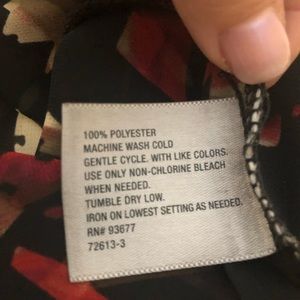 100% POLYESTER
MACHINE WASH COLD
GENTLE CYCLE. WITH LIKE COLORS.
USE ONLY NON-CHLORINE BLEACH
WHEN NEEDED.
TUMBLE DRY LOW.
IRON ON LOWEST SETTING AS NEEDED.
RN# 93677
72613-3